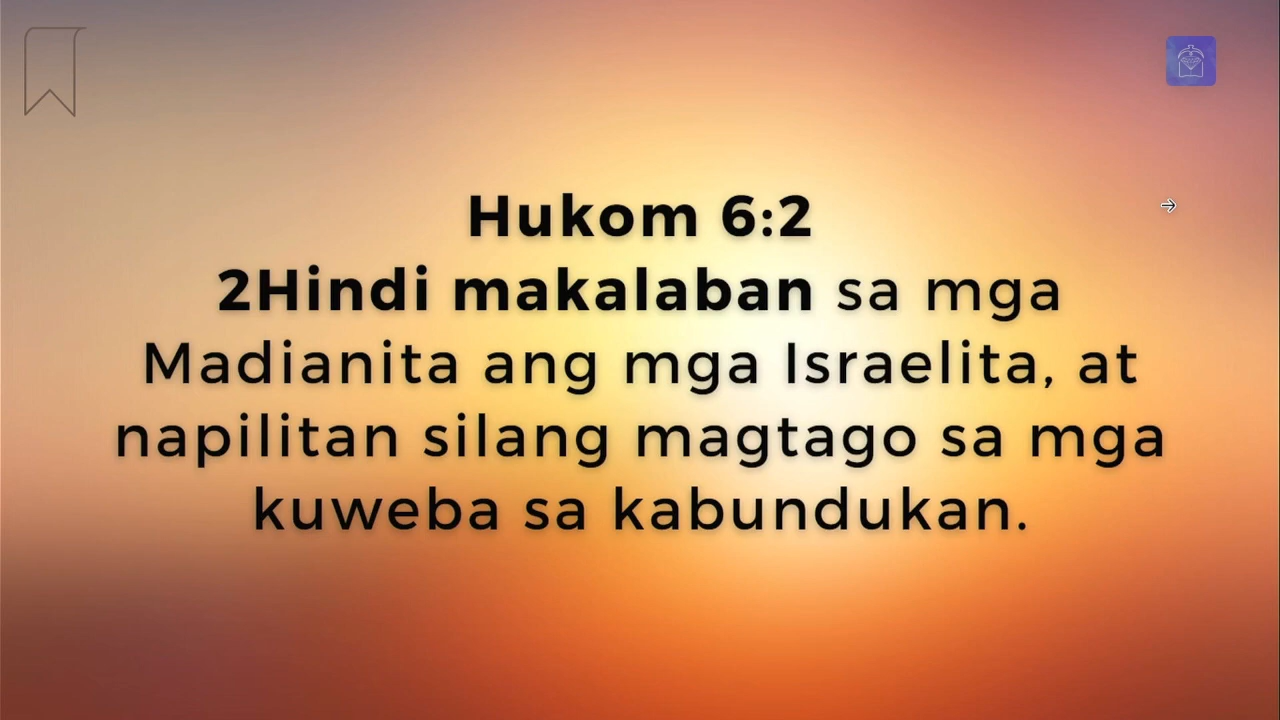 Hukom 6:2
2Hindi makalaban sa mga
Madianita ang mga Israelita, at
napilitan silang magtago sa mga
kuweba sa kabundukan.